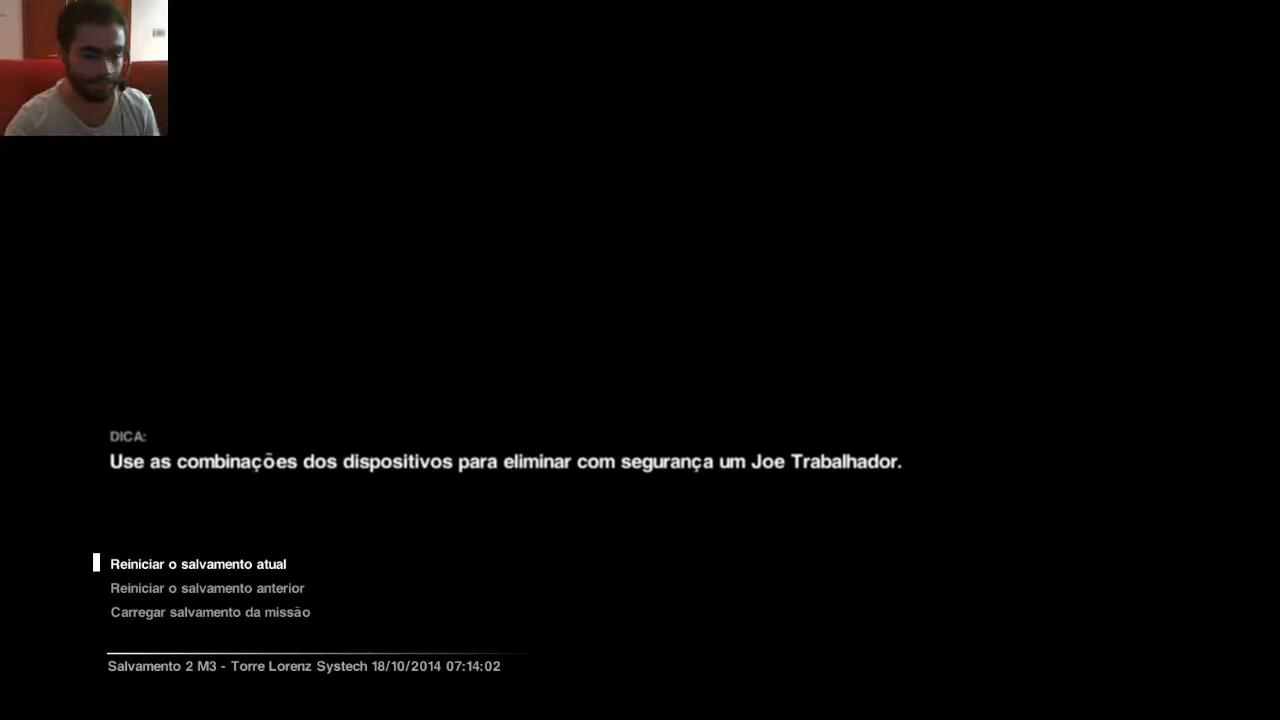 DICA:
Use as combinações dos dispositivos para eliminar com segurança um Joe Trabalhador.
Reiniciar o salvamento atual
Reiniciar o salvamento anterior
Carregar salvamento da missão
Salvamento 2 M3 - Torre Lorenz Systech 18/10/2014 07:14:02